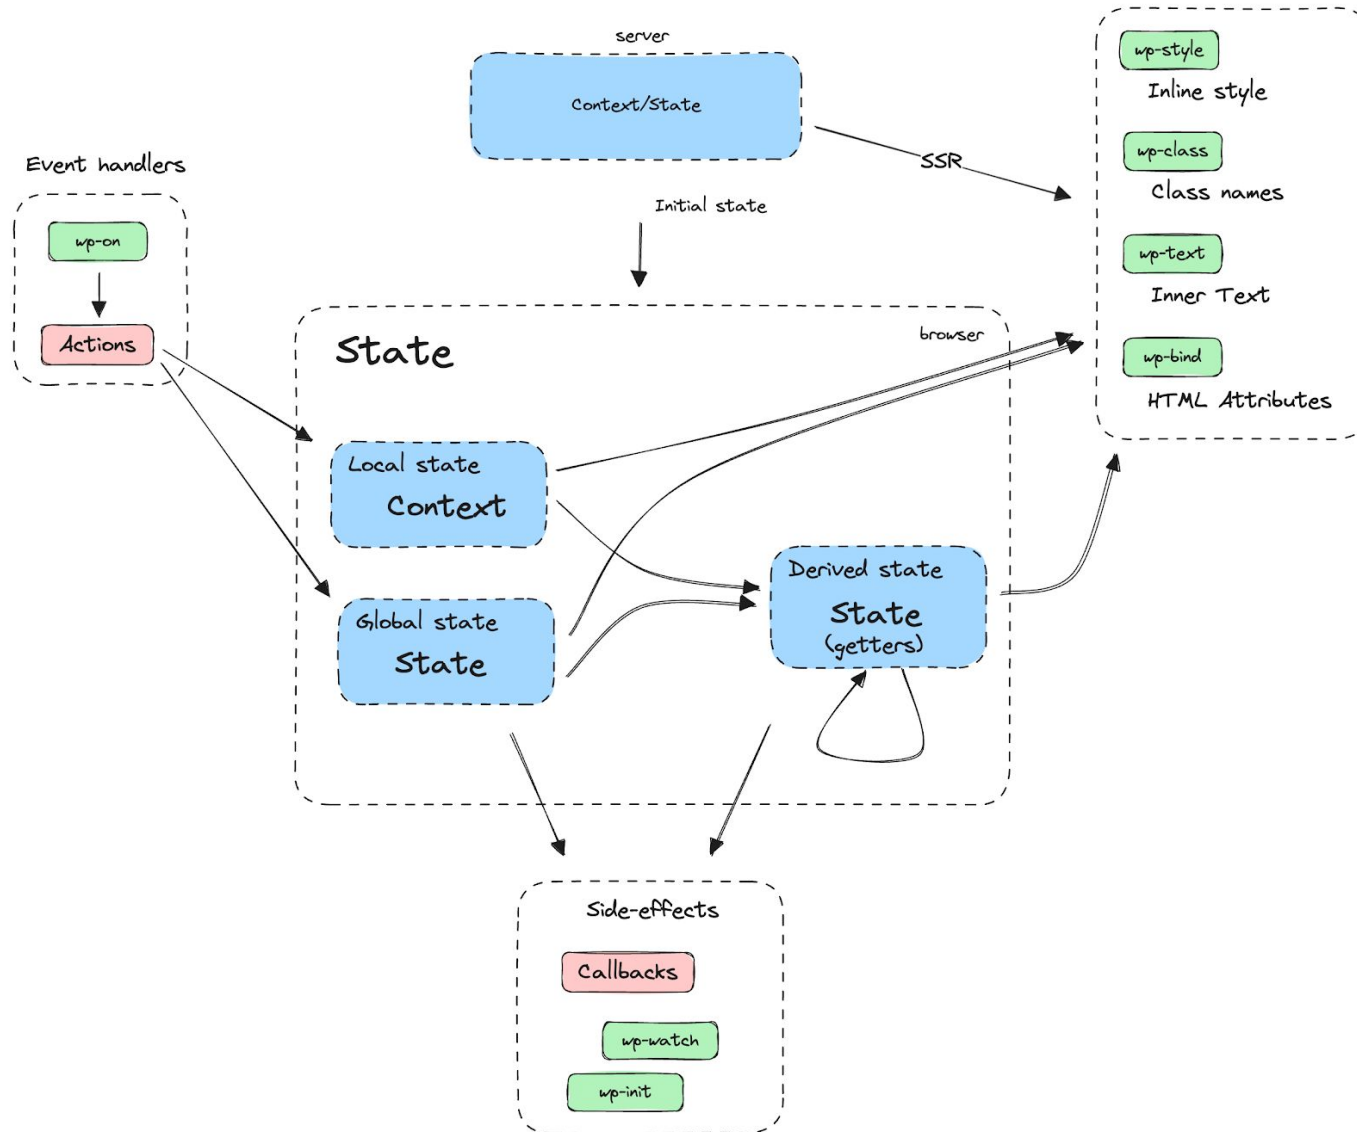 server
Context/State
SSR
Initial state
Event handlers
wp-on
Actions
wp-style
Inline style
wp-class
Class names
wp-text
Inner Text
wp-bind
HTML Attributes
State
browser
Local state
Context
Global state
State
Derived state
State
(getters)
Side-effects
Callbacks
wp-watch
wp-init